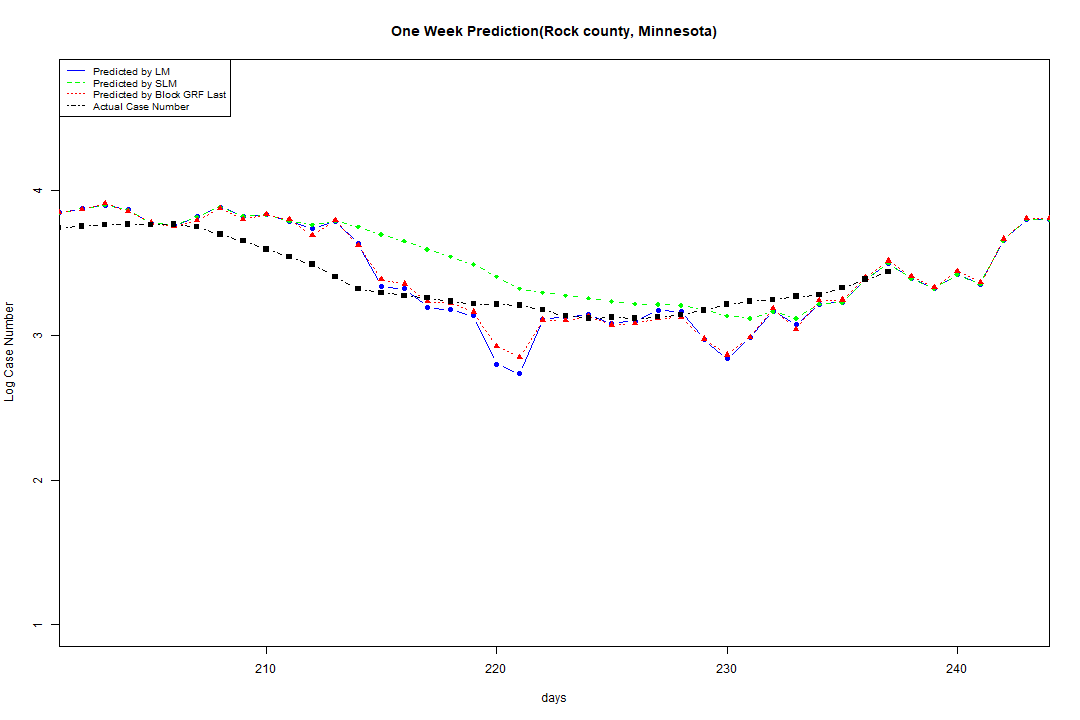 One Week Prediction(Rock county, Minnesota)
Predicted by LM
Predicted by SLM
Predicted by Block GRF Last
Actual Case Number
4
3
2
1
Log Case Number
210 220 230 240
days